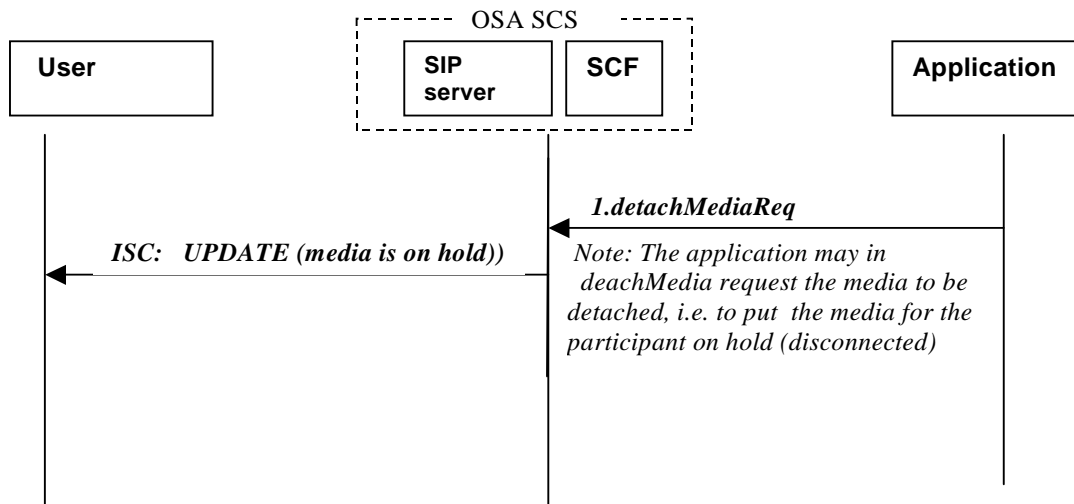 OSA SCS
User
SIP
server
SCF
Application
1.detachMediaReq
ISC: UPDATE (media is on hold))
Note: The application may in
deachMedia request the media to be
detached, i.e. to put the media for the
participant on hold (disconnected)